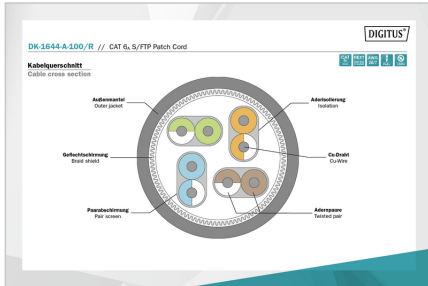 DIGITUS®
DK-1644-A-100/R // CAT 6A S/FTP Patch Cord
Kabelquerschnitt
Cable cross section
Außenmantel
Outer jacket
Aderisolierung
Isolation
Geflechtschirmung
Braid shield
Cu-Draht
Cu-Wire
Paarabschirmung
Pair screen
Adernpaare
Twisted pair